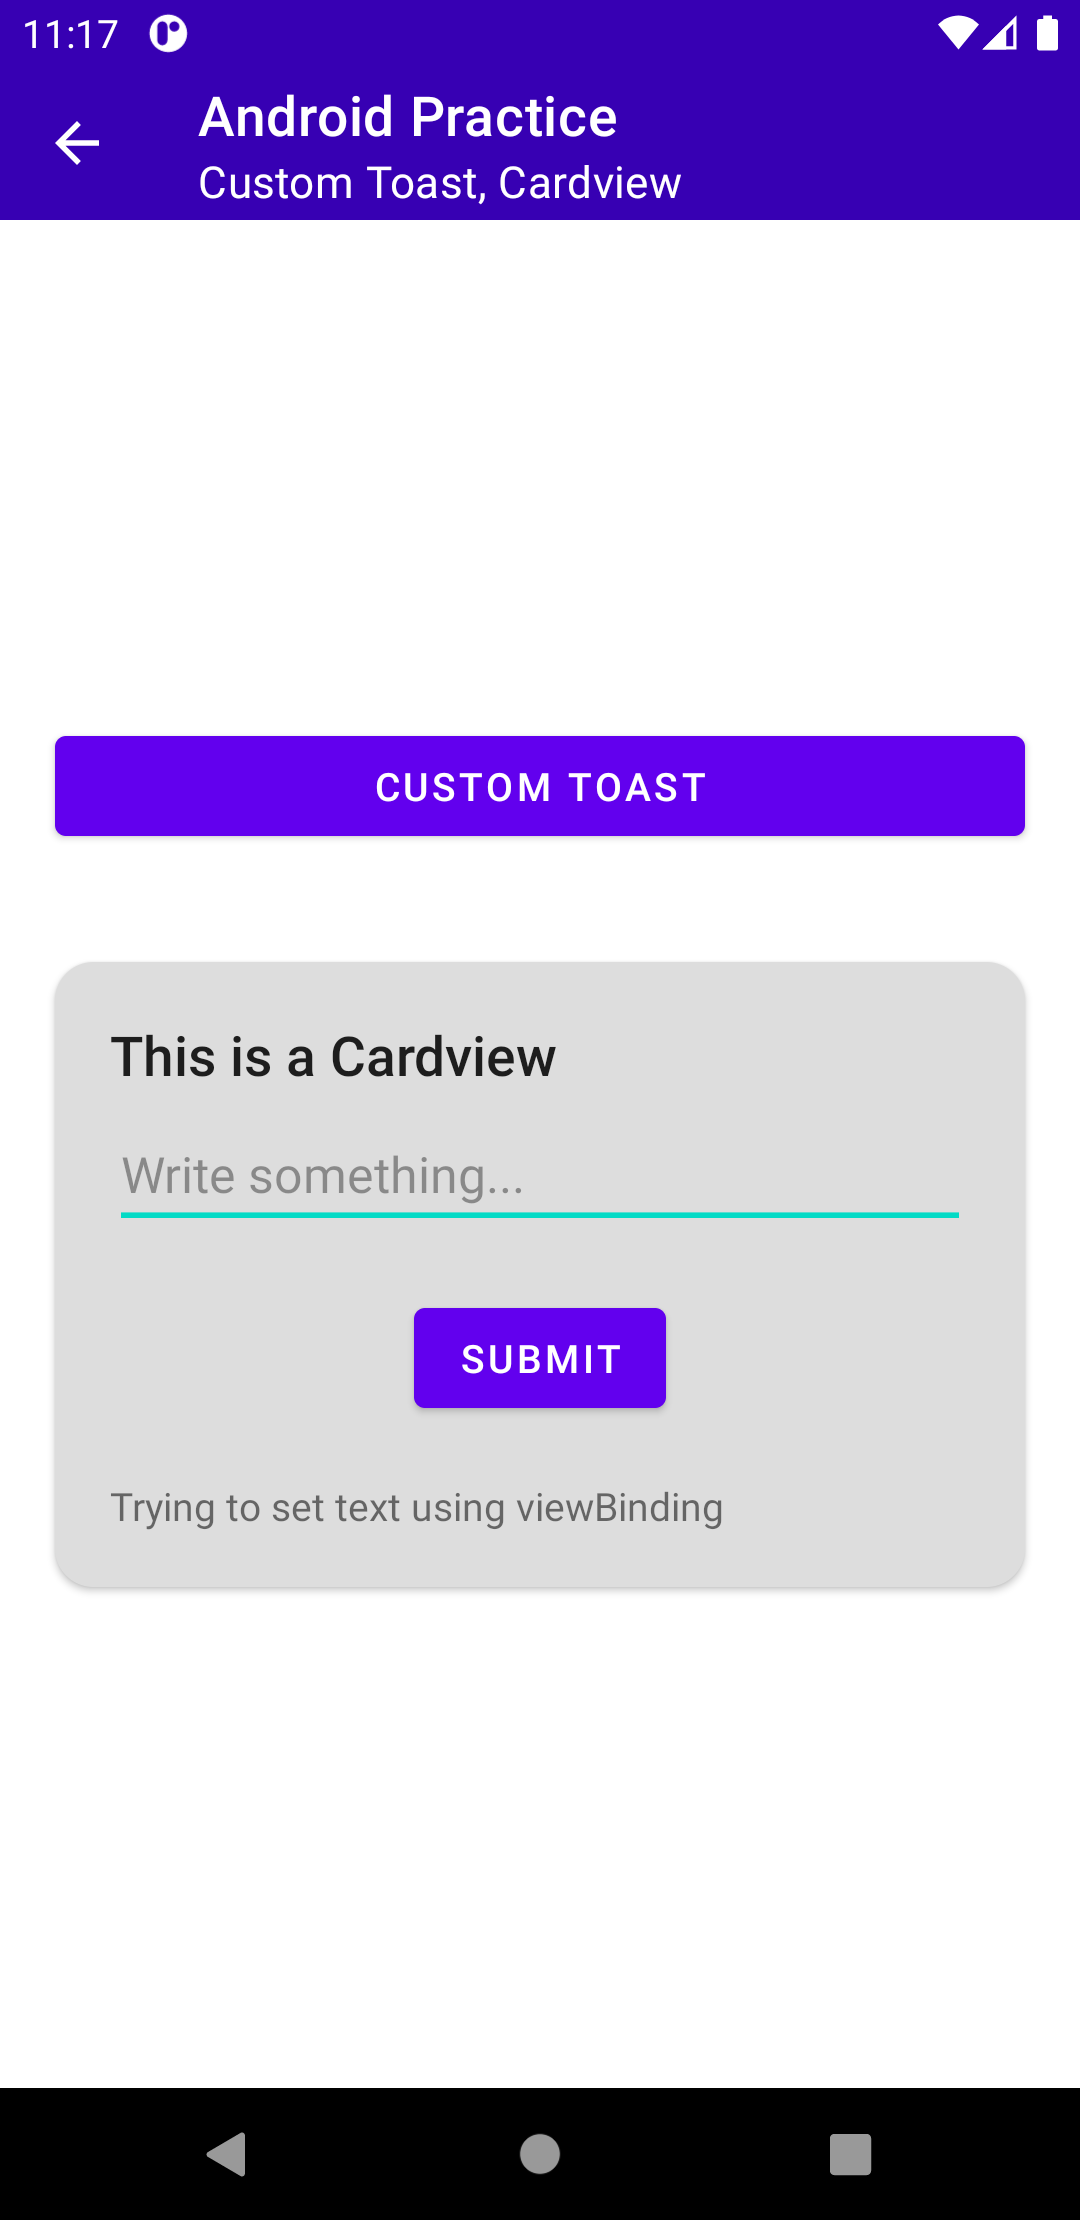 11:17
Android Practice
Custom Toast, Cardview
CUSTOM TOAST
This is a Cardview
Write something...
SUBMIT
Trying to set text using viewBinding